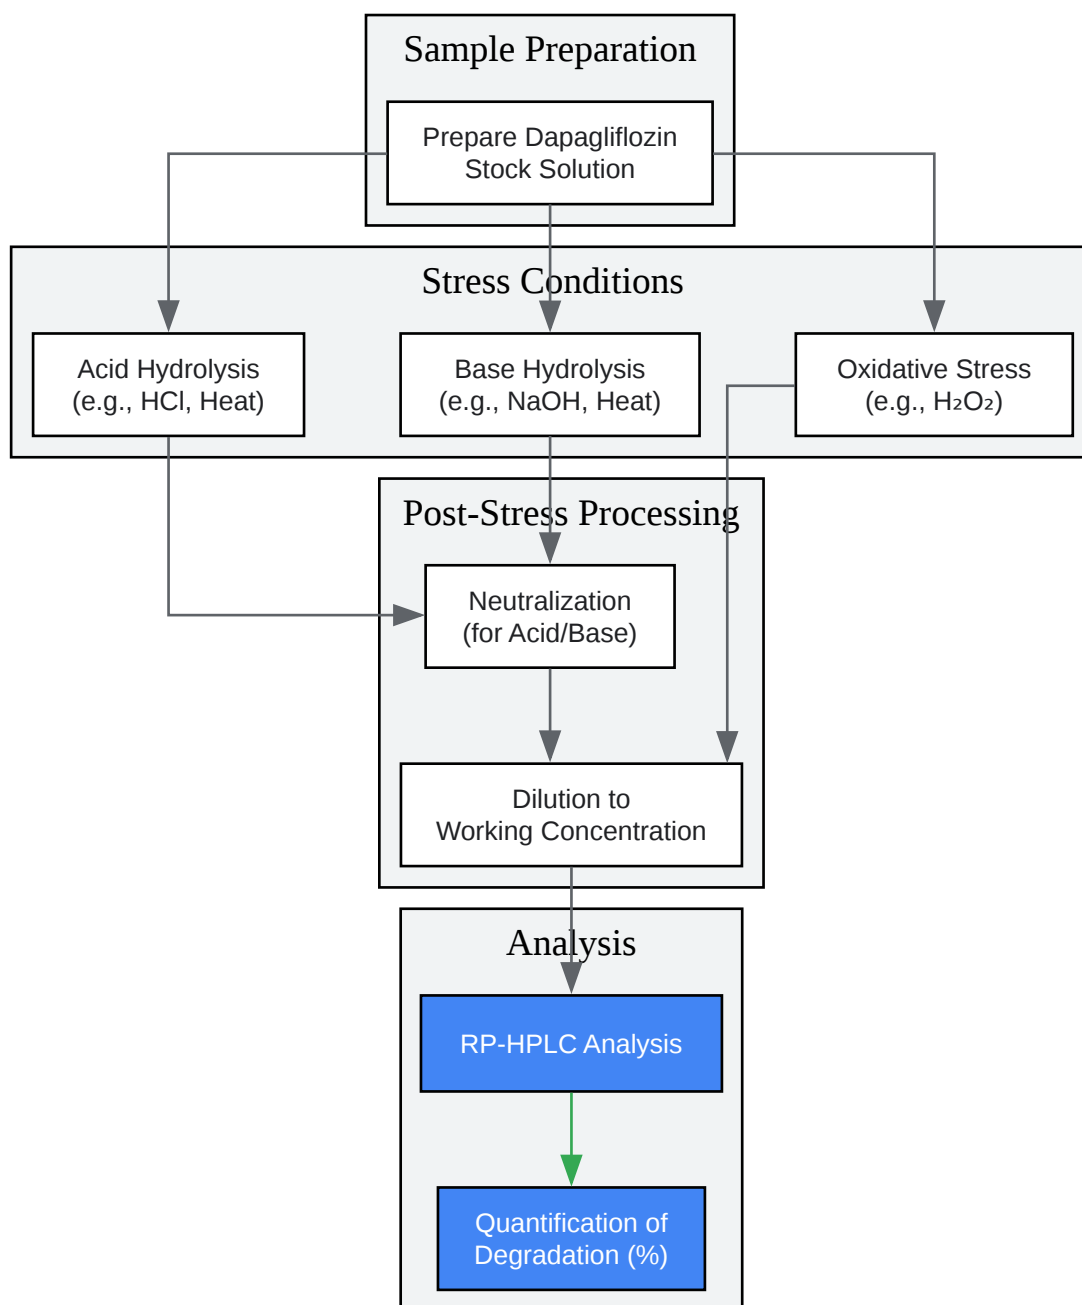 Sample Preparation
Prepare Dapagliflozin
Stock Solution
Stress Conditions
Acid Hydrolysis
(e.g., HCl, Heat)
Base Hydrolysis
(e.g., NaOH, Heat)
Oxidative Stress
(e.g., H₂O₂)
Post-Stress Processing
Neutralization
(for Acid/Base)
Dilution to
Working Concentration
Analysis
RP-HPLC Analysis
Quantification of
Degradation (%)